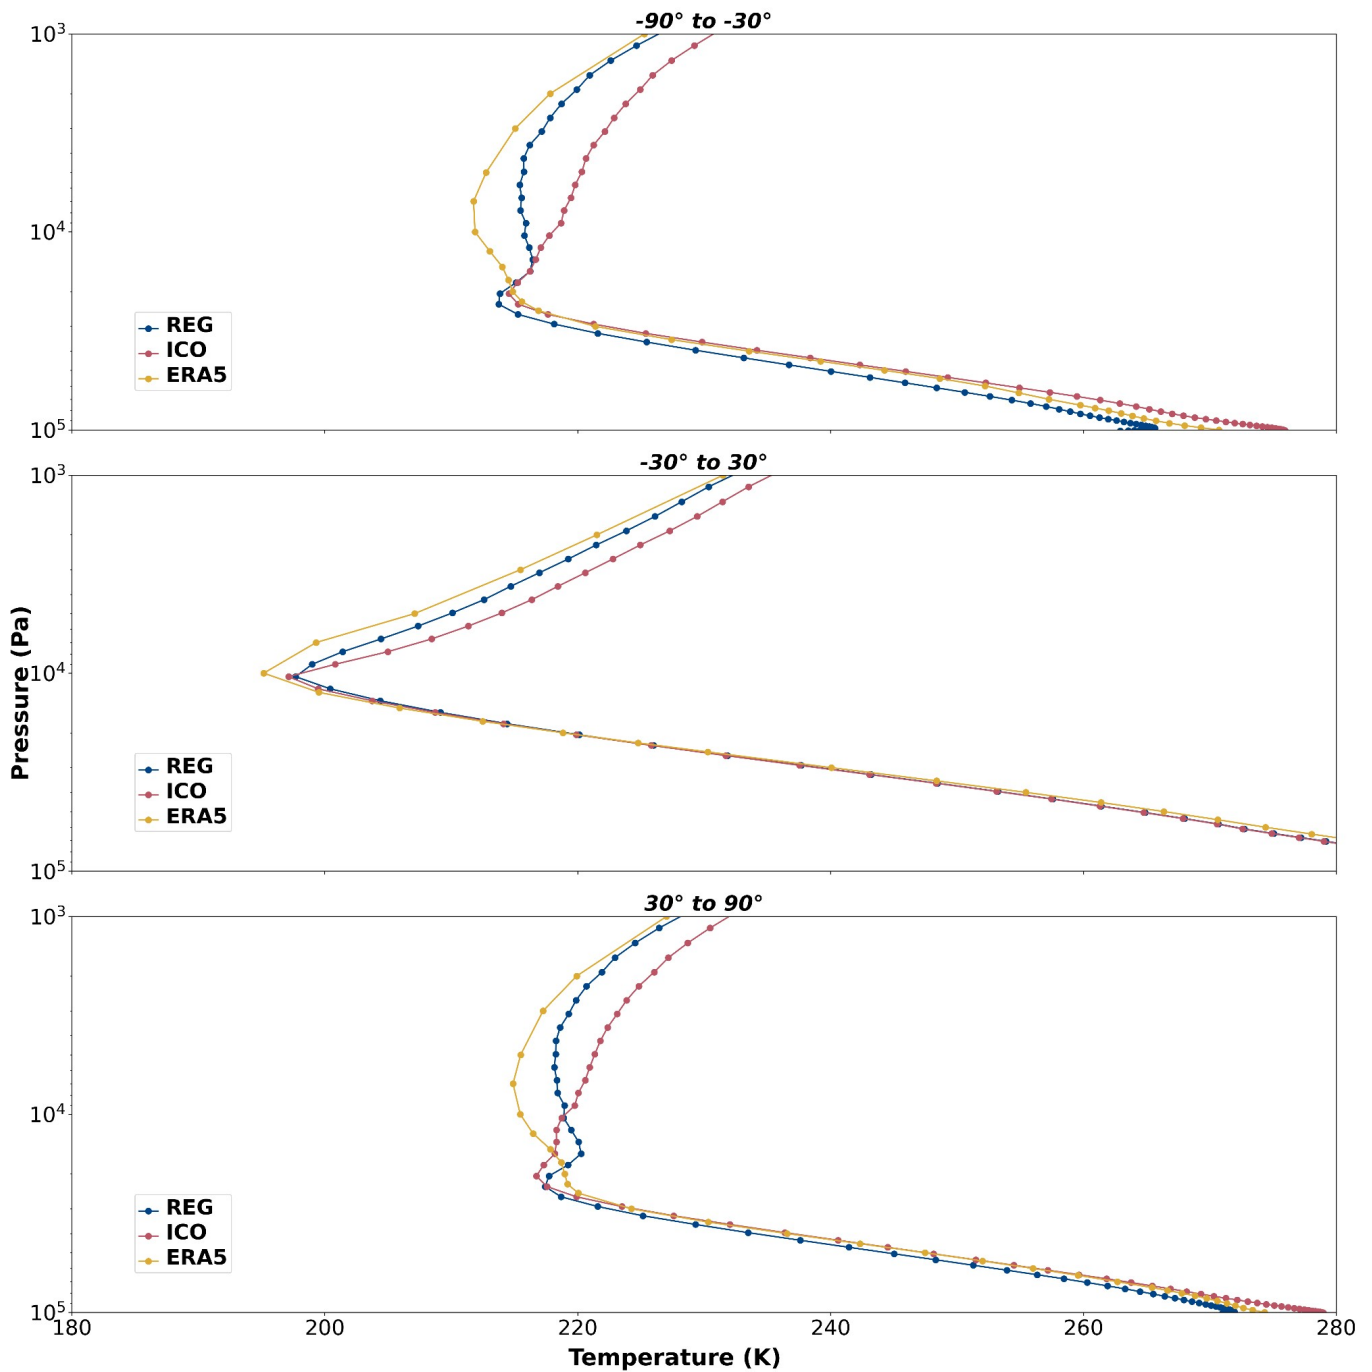 -90° to -30°
10³
10⁴
10⁵
REG
ICO
ERA5
-30° to 30°
10³
10⁴
10⁵
REG
ICO
ERA5
Pressure (Pa)
30° to 90°
10³
10⁴
10⁵
REG
ICO
ERA5
180 200 220 240 260 280
Temperature (K)